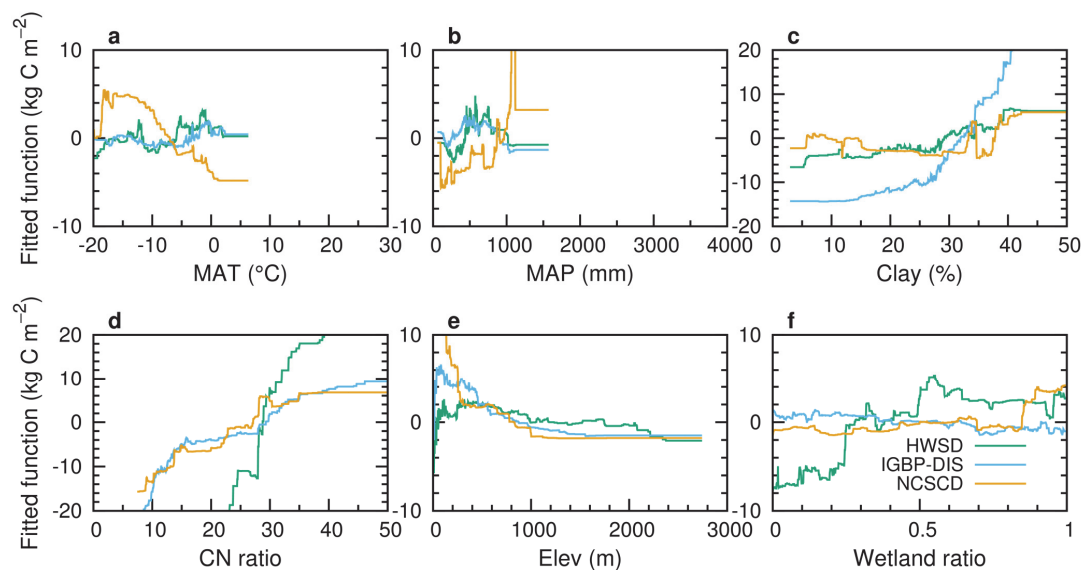 a b c
Fitted function (kg C m⁻²)
10
0
-10
-20 -10 0 10 20 30
MAT (°C)
10
0
-10
0 1000 2000 3000 4000
MAP (mm)
20
10
0
-10
-20
0 10 20 30 40 50
Clay (%)
d e f
Fitted function (kg C m⁻²)
20
10
0
-10
-20
0 10 20 30 40 50
CN ratio
10
0
-10
0 1000 2000 3000
Elev (m)
10
0
-10
0 0.5 1
Wetland ratio
HWSD
IGBP-DIS
NCSCD